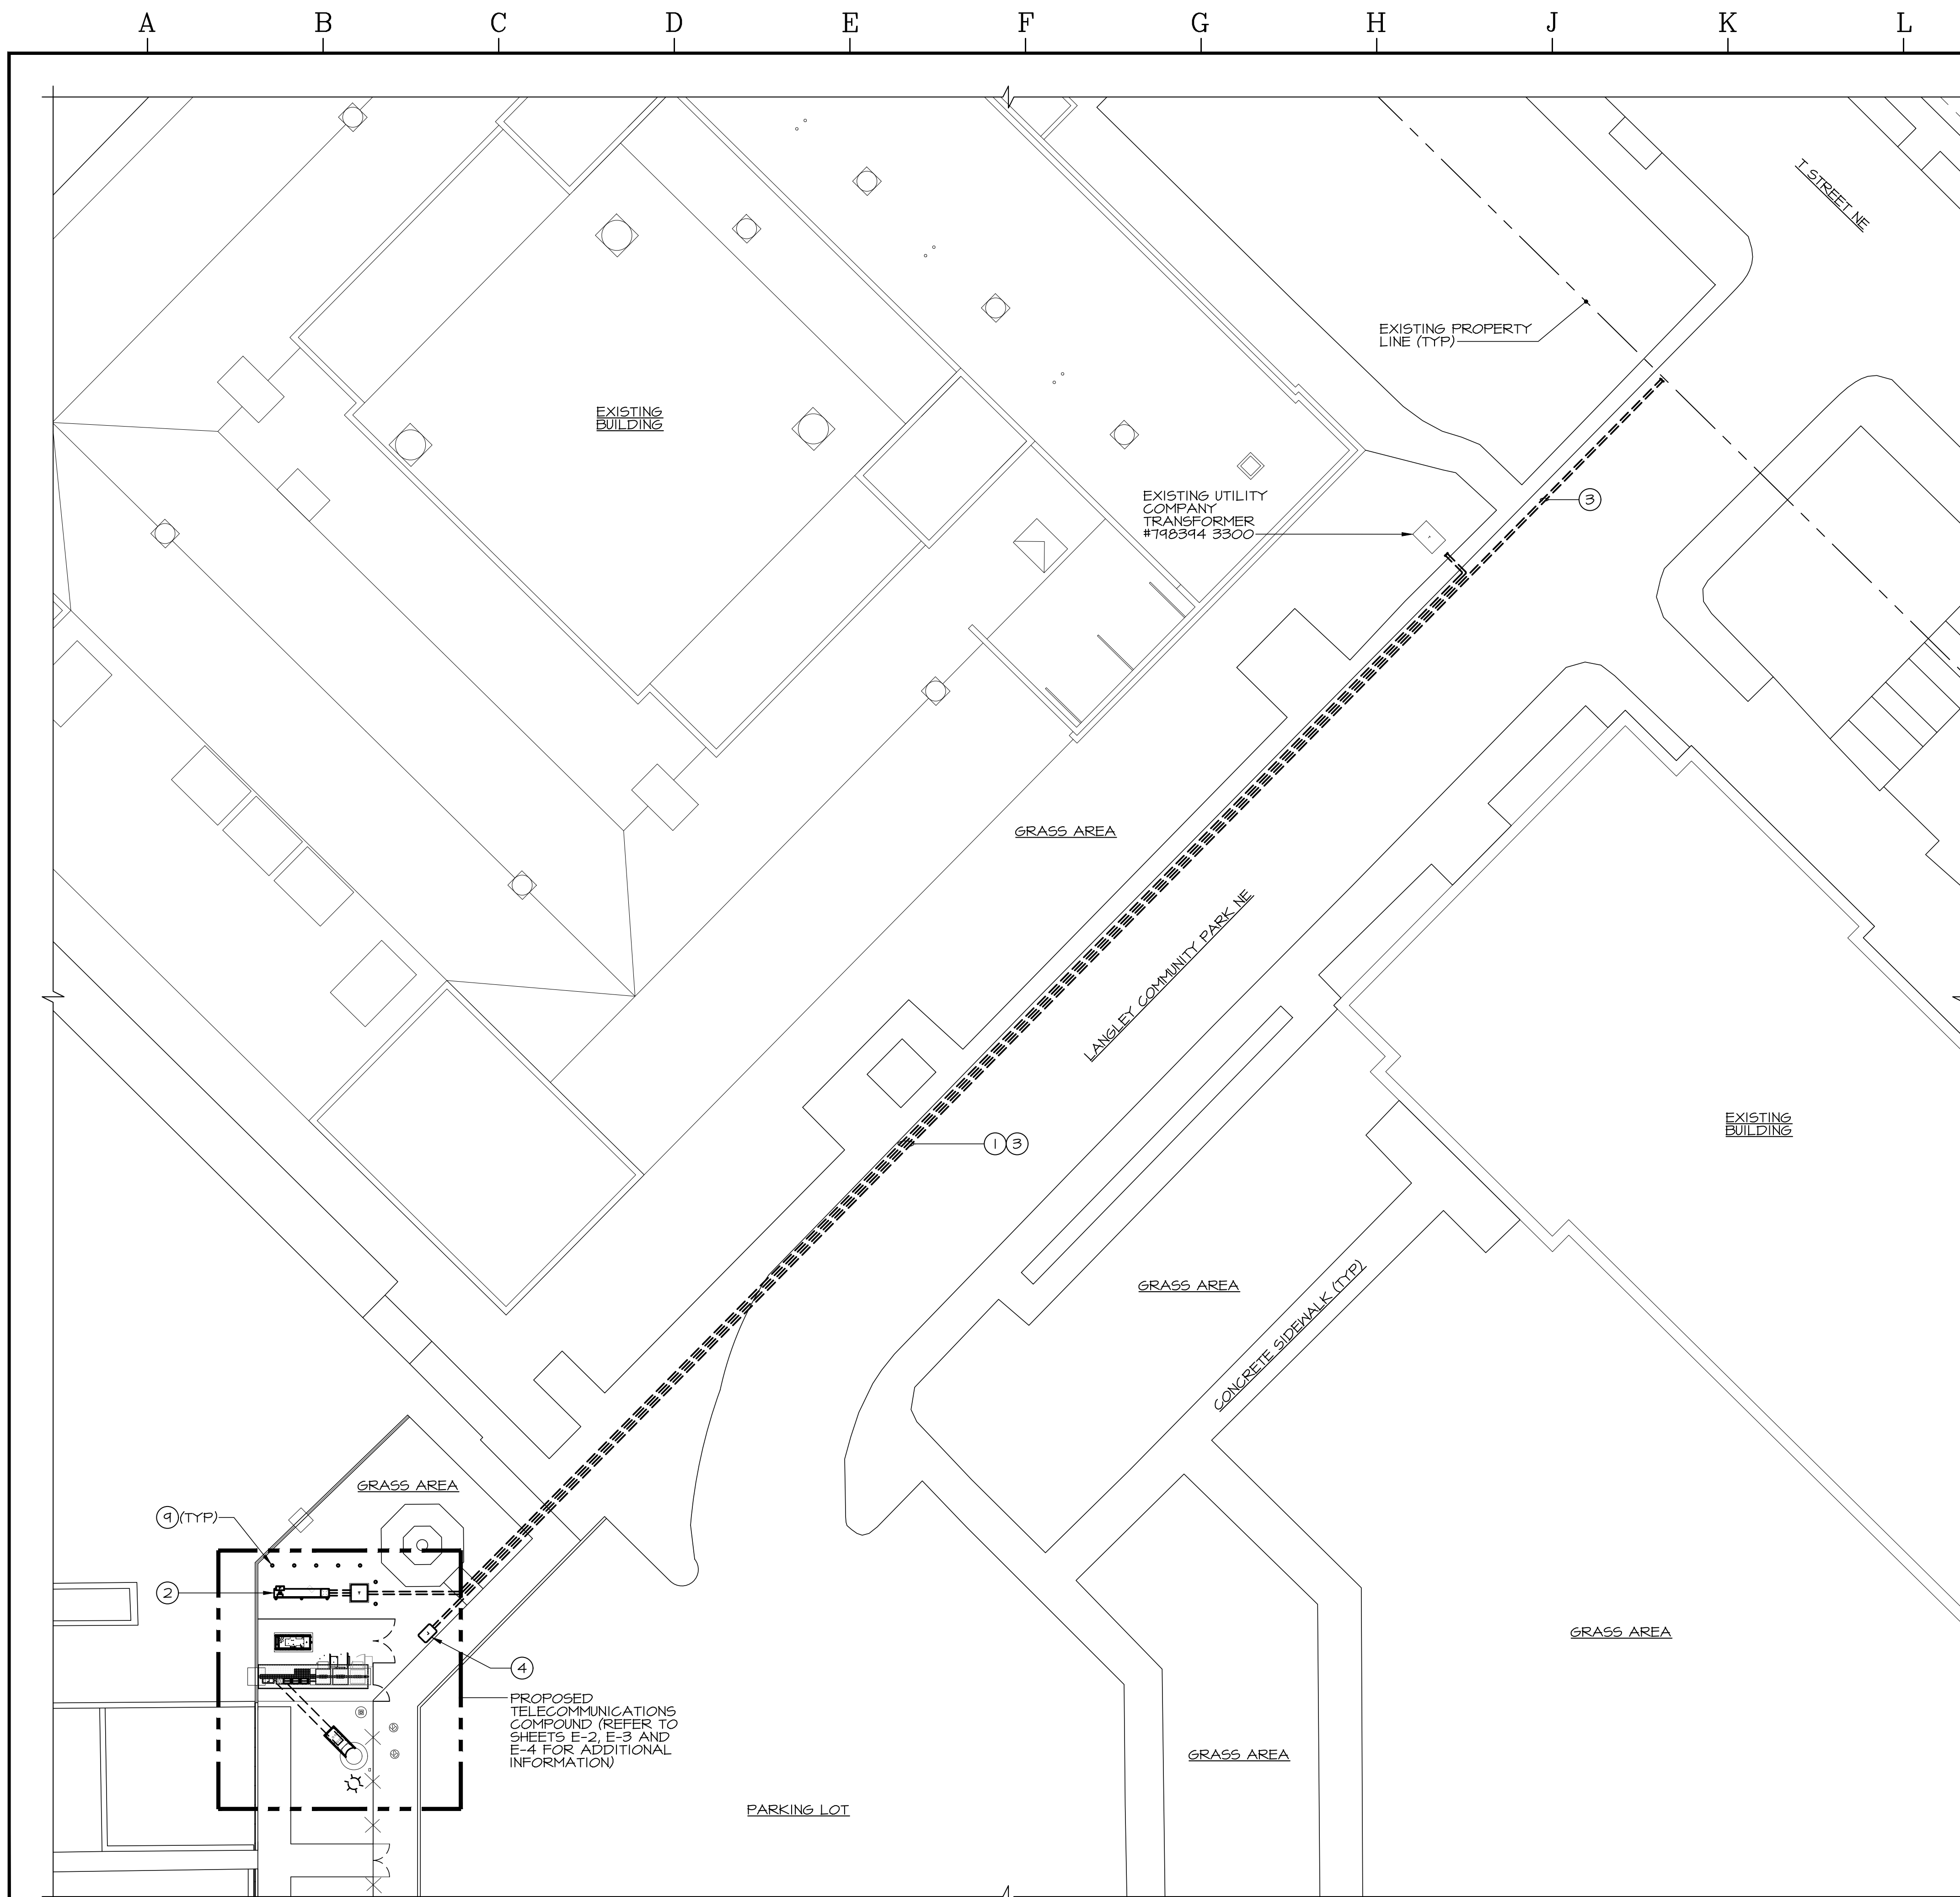 A B C D E F G H J K L
T STREET NE
EXISTING PROPERTY
LINE (TYP)
EXISTING
BUILDING
EXISTING UTILITY
COMPANY
TRANSFORMER
#798394 3300
3
GRASS AREA
LANGLEY COMMUNITY PARK NE
EXISTING
BUILDING
1 3
GRASS AREA
CONCRETE SIDEWALK (TYP)
GRASS AREA
9 (TYP)
2
GRASS AREA
4
PROPOSED
TELECOMMUNICATIONS
COMPOUND (REFER TO
SHEETS E-2, E-3 AND
E-4 FOR ADDITIONAL
INFORMATION)
GRASS AREA
PARKING LOT